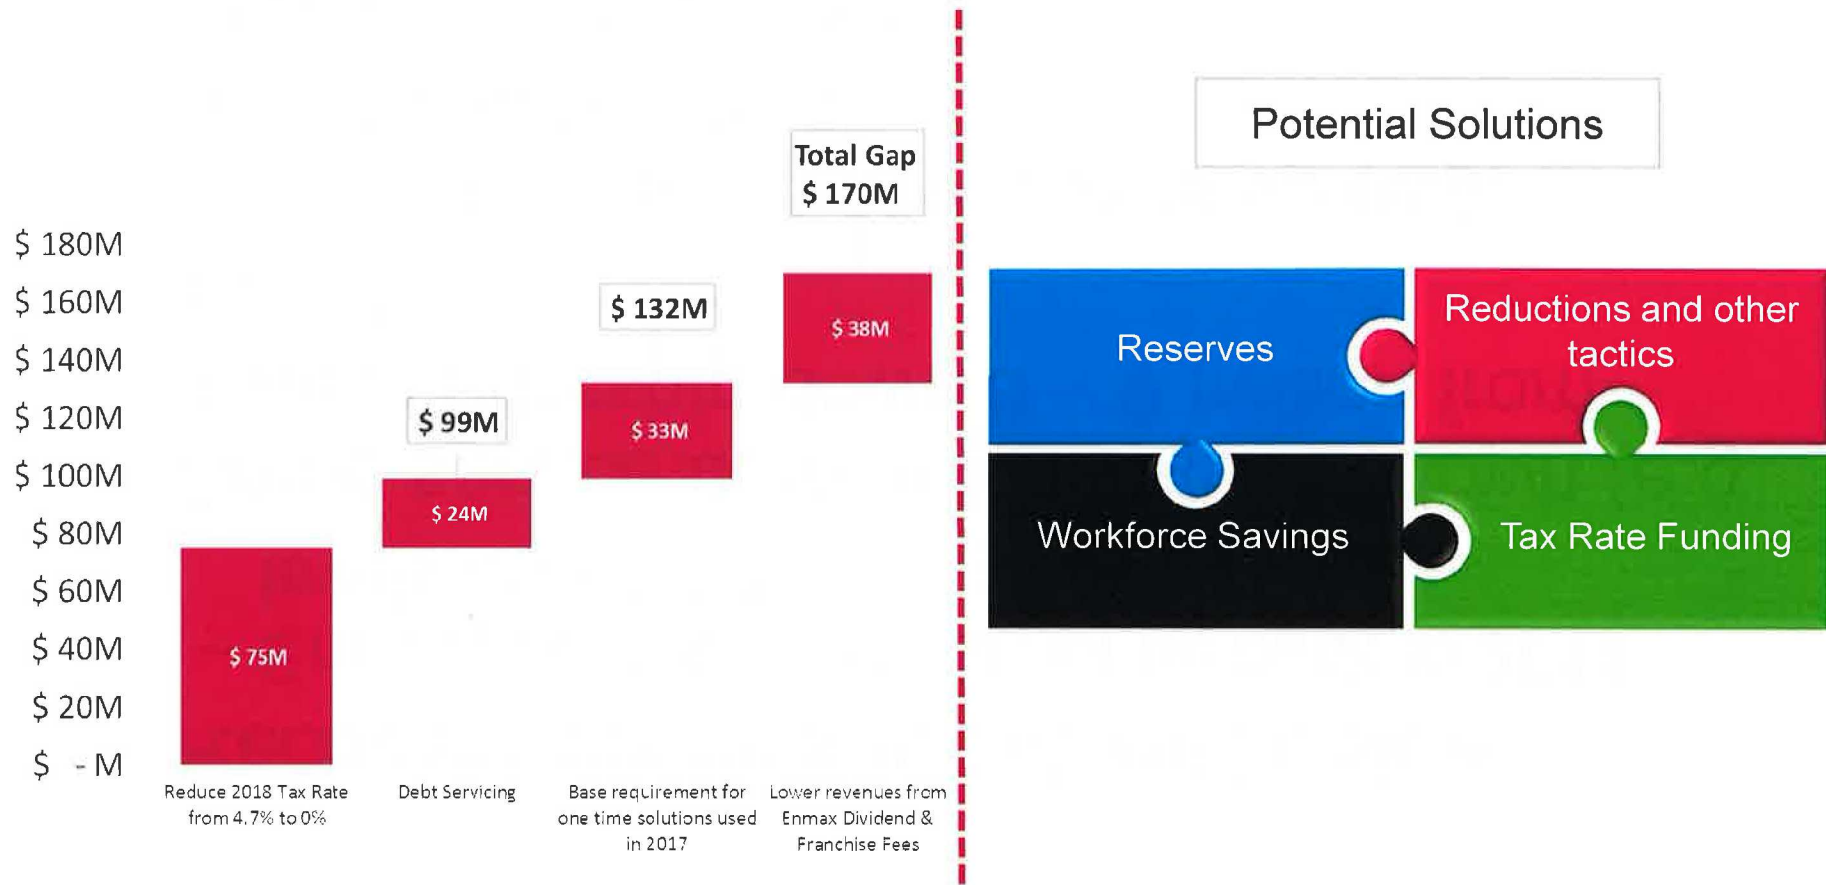 Total Gap
$ 170M
$ 180M
$ 160M
$ 140M
$ 120M
$ 100M
$ 80M
$ 60M
$ 40M
$ 20M
$ - M
$ 132M
$ 99M
$ 38M
$ 33M
$ 24M
$ 75M
Reduce 2018 Tax Rate
from 4.7% to 0%
Debt Servicing
Base requirement for
one time solutions used
in 2017
Lower revenues from
Enmax Dividend &
Franchise Fees
Potential Solutions
Reserves
Reductions and other
tactics
Workforce Savings
Tax Rate Funding